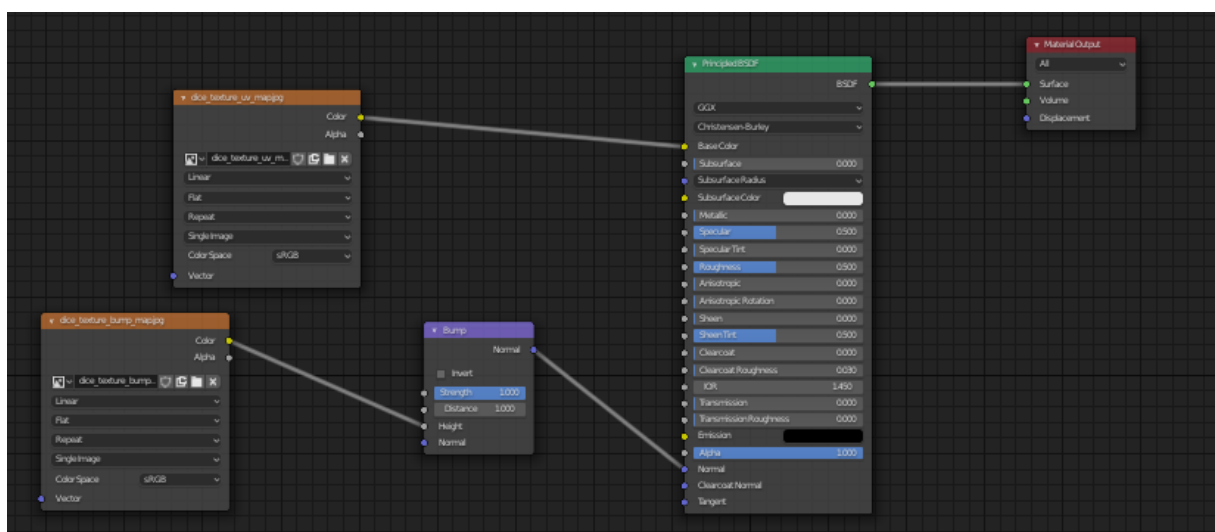 dice_texture_uv_map.jpg
Color
Alpha
dice_texture_uv_m..
Linear
Flat
Repeat
Single Image
Color Space sRGB
Vector
dice_texture_bump_map.jpg
Color
Alpha
dice_texture_bump..
Linear
Flat
Repeat
Single Image
Color Space sRGB
Vector
Bump
Normal
Invert
Strength 1.000
Distance 1.000
Height
Normal
Principled BSDF
BSDF
GGX
Christensen-Burley
Base Color
Subsurface 0.000
Subsurface Radius
Subsurface Color
Metallic 0.000
Specular 0.500
Specular Tint 0.000
Roughness 0.500
Anisotropic 0.000
Anisotropic Rotation 0.000
Sheen 0.000
Sheen Tint 0.500
Clearcoat 0.000
Clearcoat Roughness 0.030
IOR 1.450
Transmission 0.000
Transmission Roughness 0.000
Emission
Alpha 1.000
Normal
Clearcoat Normal
Tangent
Material Output
All
Surface
Volume
Displacement